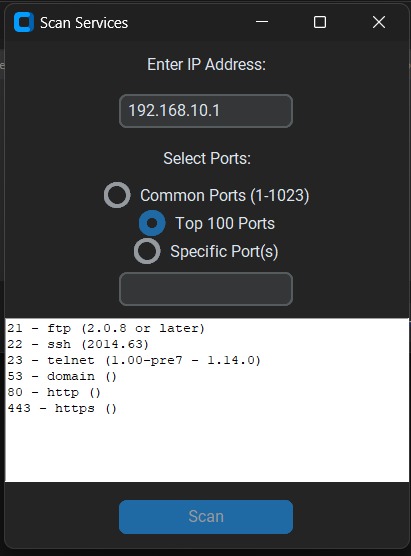 Scan Services
Enter IP Address:
192.168.10.1
Select Ports:
Common Ports (1-1023)
Top 100 Ports
Specific Port(s)
21 - ftp (2.0.8 or later)
22 - ssh (2014.63)
23 - telnet (1.00-pre7 - 1.14.0)
53 - domain ()
80 - http ()
443 - https ()
Scan